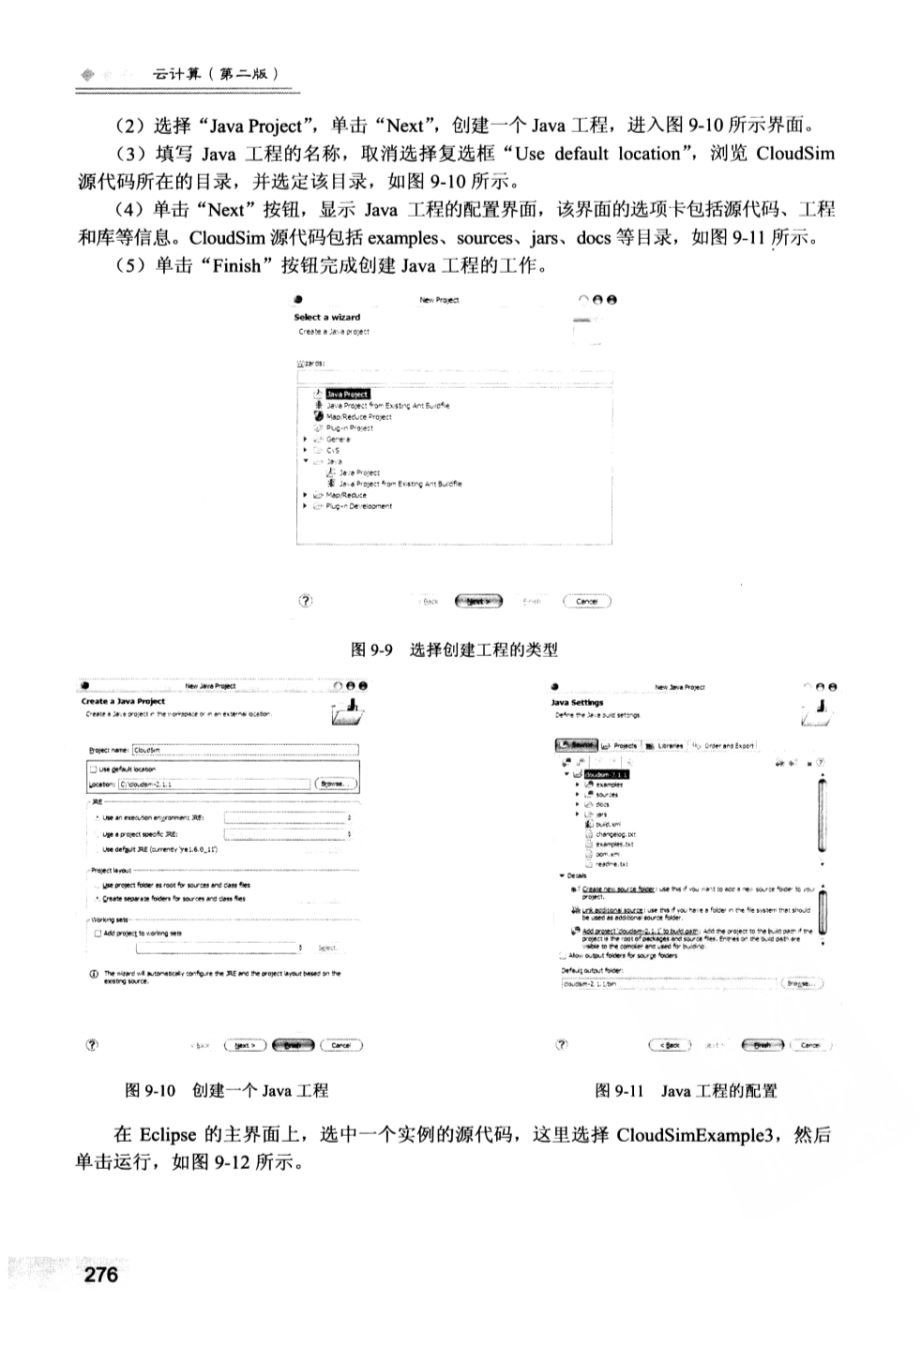 云计算（第二版）
（2）选择“Java Project”，单击“Next”，创建一个 Java 工程，进入图 9-10 所示界面。
（3）填写 Java 工程的名称，取消选择复选框“Use default location”，浏览 CloudSim
源代码所在的目录，并选定该目录，如图 9-10 所示。
（4）单击“Next”按钮，显示 Java 工程的配置界面，该界面的选项卡包括源代码、工程
和库等信息。CloudSim 源代码包括 examples、sources、jars、docs 等目录，如图 9-11 所示。
（5）单击“Finish”按钮完成创建 Java 工程的工作。
New Project
Select a wizard
Create a Java project
Wizards:
Java Project
Java Project from Existing Ant Buildfile
Map/Reduce Project
Plug-in Project
General
CVS
Java
Java Project
Java Project from Existing Ant Buildfile
Map/Reduce
Plug-in Development
< Back Next > Finish Cancel
图 9-9 选择创建工程的类型
New Java Project
Create a Java Project
Create a Java project in the workspace or in an external location.
Project name: CloudSim
Use default location
Location: C:\cloudsim-2.1.1 Browse...
JRE
Use an execution environment JRE:
Use a project specific JRE:
Use default JRE (currently 'jre1.6.0_11')
Project layout
Use project folder as root for sources and class files
Create separate folders for sources and class files
Working sets
Add project to working sets
Select...
The wizard will automatically configure the JRE and the project layout based on the
existing source.
< Back Next > Finish Cancel
图 9-10 创建一个 Java 工程
New Java Project
Java Settings
Define the Java build settings.
Source Projects Libraries Order and Export
cloudsim-2.1.1
examples
sources
docs
jars
build.xml
changelog.txt
examples.txt
pom.xml
readme.txt
Details
Create new source folder: use this if you want to add a new source folder to your
project.
Link additional source: use this if you have a folder in the file system that should
be used as additional source folder.
Add project 'cloudsim-2.1.1' to build path: Add the project to the build path if the
project is the root of packages and source files. Entries on the build path are
visible to the compiler and used for building.
Allow output folders for source folders
Default output folder:
cloudsim-2.1.1/bin Browse...
< Back Next > Finish Cancel
图 9-11 Java 工程的配置
在 Eclipse 的主界面上，选中一个实例的源代码，这里选择 CloudSimExample3，然后
单击运行，如图 9-12 所示。
276